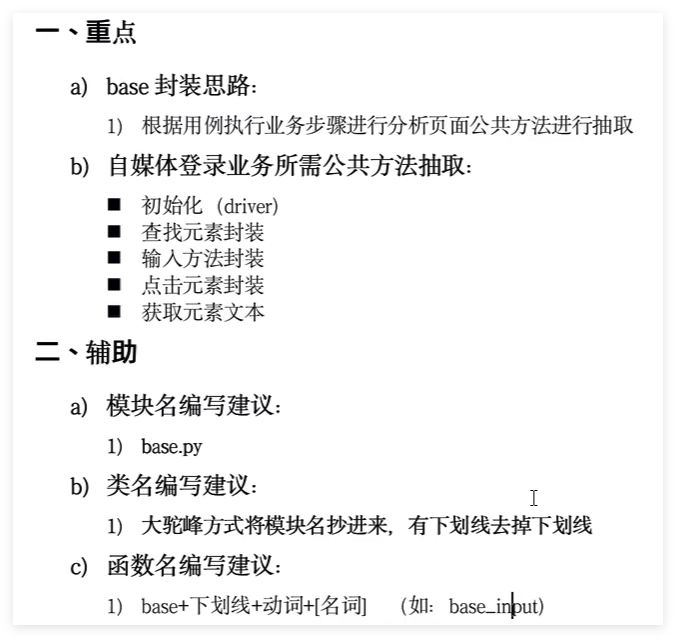 一、重点
a) base 封装思路：
1) 根据用例执行业务步骤进行分析页面公共方法进行抽取
b) 自媒体登录业务所需公共方法抽取：
■ 初始化（driver)
■ 查找元素封装
■ 输入方法封装
■ 点击元素封装
■ 获取元素文本
二、辅助
a) 模块名编写建议：
1) base.py
b) 类名编写建议：
1) 大驼峰方式将模块名抄进来，有下划线去掉下划线
c) 函数名编写建议：
1) base+下划线+动词+[名词] （如：base_input)